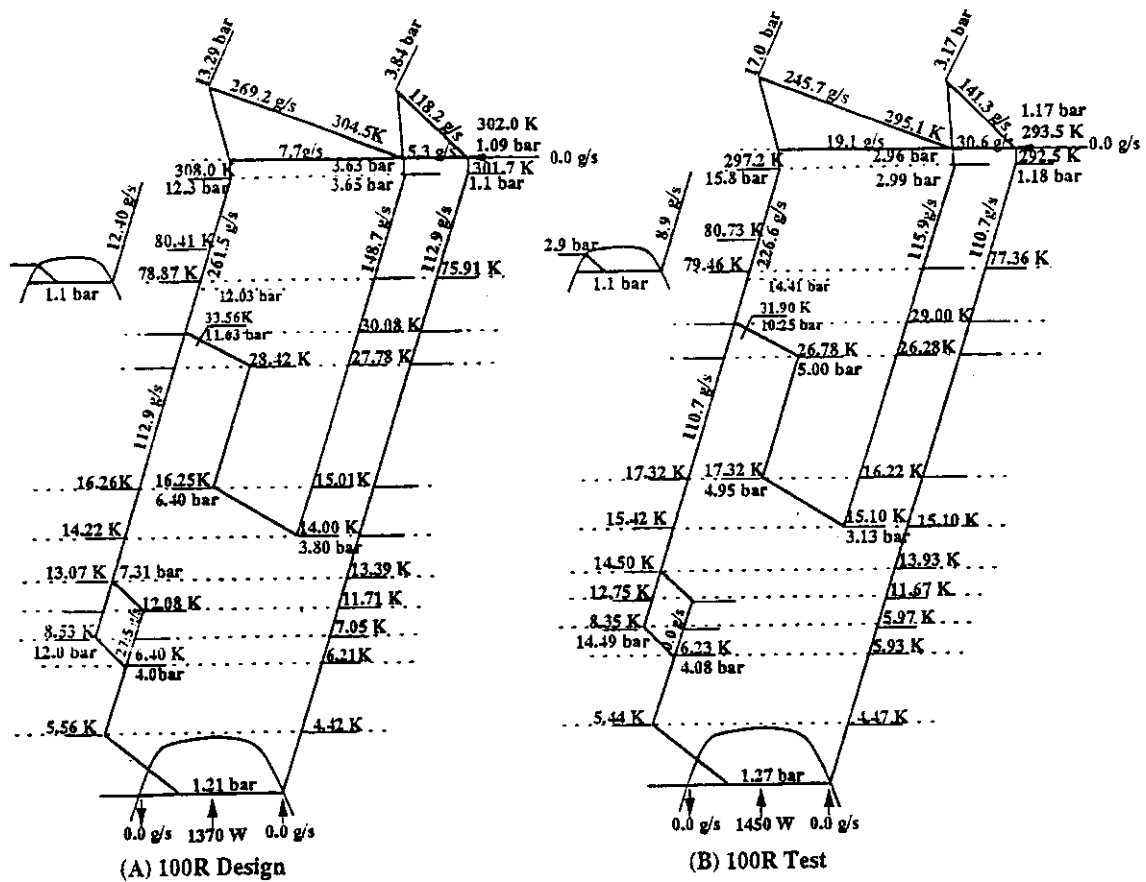 13.29 bar
3.84 bar
269.2 g/s
118.2 g/s
304.5K
302.0 K
1.09 bar
0.0 g/s
7.7g/s
5.3 g/s
308.0 K
12.3 bar
3.63 bar
3.65 bar
301.7 K
1.1 bar
12.40 g/s
261.5 g/s
148.7 g/s
112.9 g/s
80.41 K
78.87 K
75.91 K
1.1 bar
12.03 bar
33.56K
11.63 bar
30.08 K
28.42 K
27.78 K
112.9 g/s
16.26 K
16.25K
6.40 bar
15.01 K
14.22 K
14.00 K
3.80 bar
13.07 K
7.31 bar
13.39 K
12.08 K
11.71 K
8.53 K
12.0 bar
27.5 g/s
7.05 K
6.40 K
4.0bar
6.21 K
5.56 K
4.42 K
1.21 bar
0.0 g/s
1370 W
0.0 g/s
(A) 100R Design
17.0 bar
3.17 bar
245.7 g/s
141.3 g/s
295.1 K
1.17 bar
293.5 K
0.0 g/s
19.1 g/s
30.6 g/s
297.2 K
15.8 bar
2.96 bar
2.99 bar
292.5 K
1.18 bar
8.9 g/s
226.6 g/s
115.9 g/s
110.7g/s
2.9 bar
80.73 K
79.46 K
77.36 K
1.1 bar
14.41 bar
31.90 K
10.25 bar
29.00 K
26.78 K
5.00 bar
26.28 K
110.7 g/s
17.32 K
17.32 K
4.95 bar
16.22 K
15.42 K
15.10 K
3.13 bar
15.10 K
14.50 K
13.93 K
12.75 K
11.67 K
8.35 K
14.49 bar
0.0 g/s
5.97 K
6.23 K
4.08 bar
5.93 K
5.44 K
4.47 K
1.27 bar
0.0 g/s
1450 W
0.0 g/s
(B) 100R Test